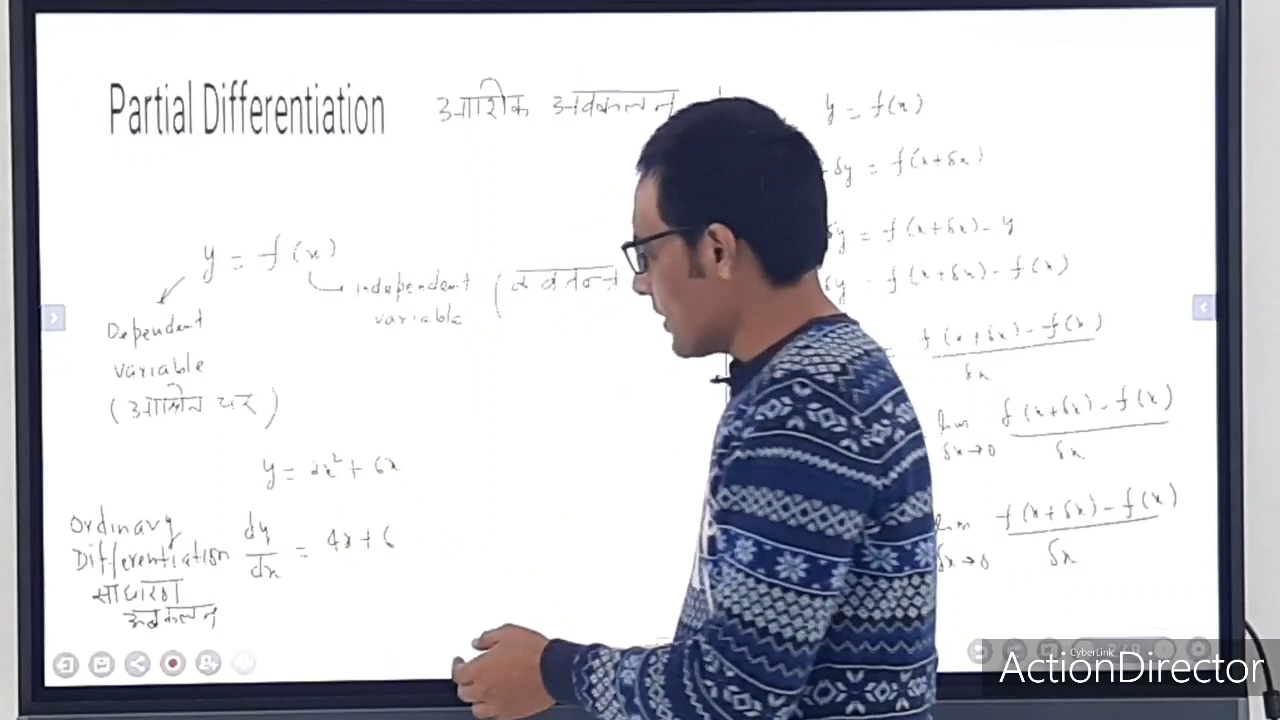 Partial Differentiation आंशिक अवकलन
y = f(x)
Dependent variable
(आश्रित चर)
independent
variable
y = 2x² + 6x
Ordinary
Differentiation dy/dx = 4x + 6
साधारण
अवकलन
y = f(x)
+ δy = f(x+δx)
δy = f(x+δx) - y
δy = f(x+δx) - f(x)
= f(x+δx) - f(x) / δx
lim δx→0 f(x+δx) - f(x) / δx
lim δx→0 f(x+δx) - f(x) / δx
CyberLink
ActionDirector